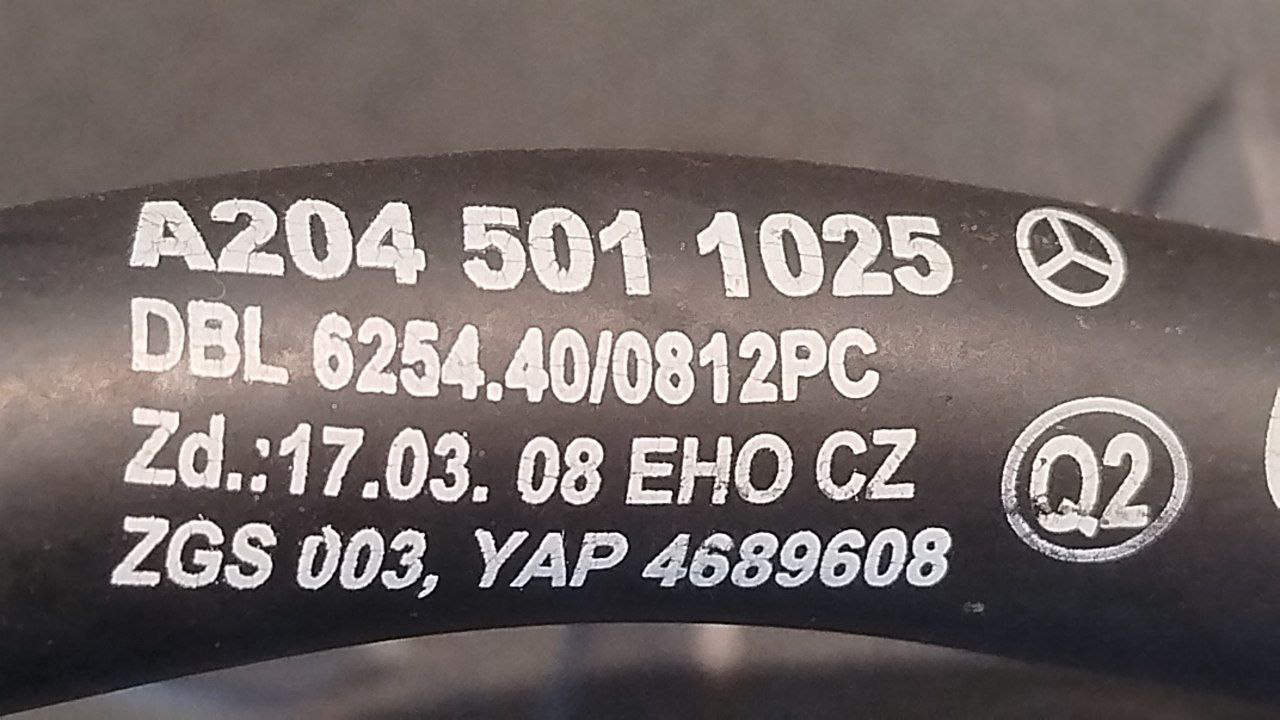 A204 501 1025
DBL 6254.40/0812PC
Zd.:17.03. 08 EHO CZ
Q2
ZGS 003, YAP 4689608